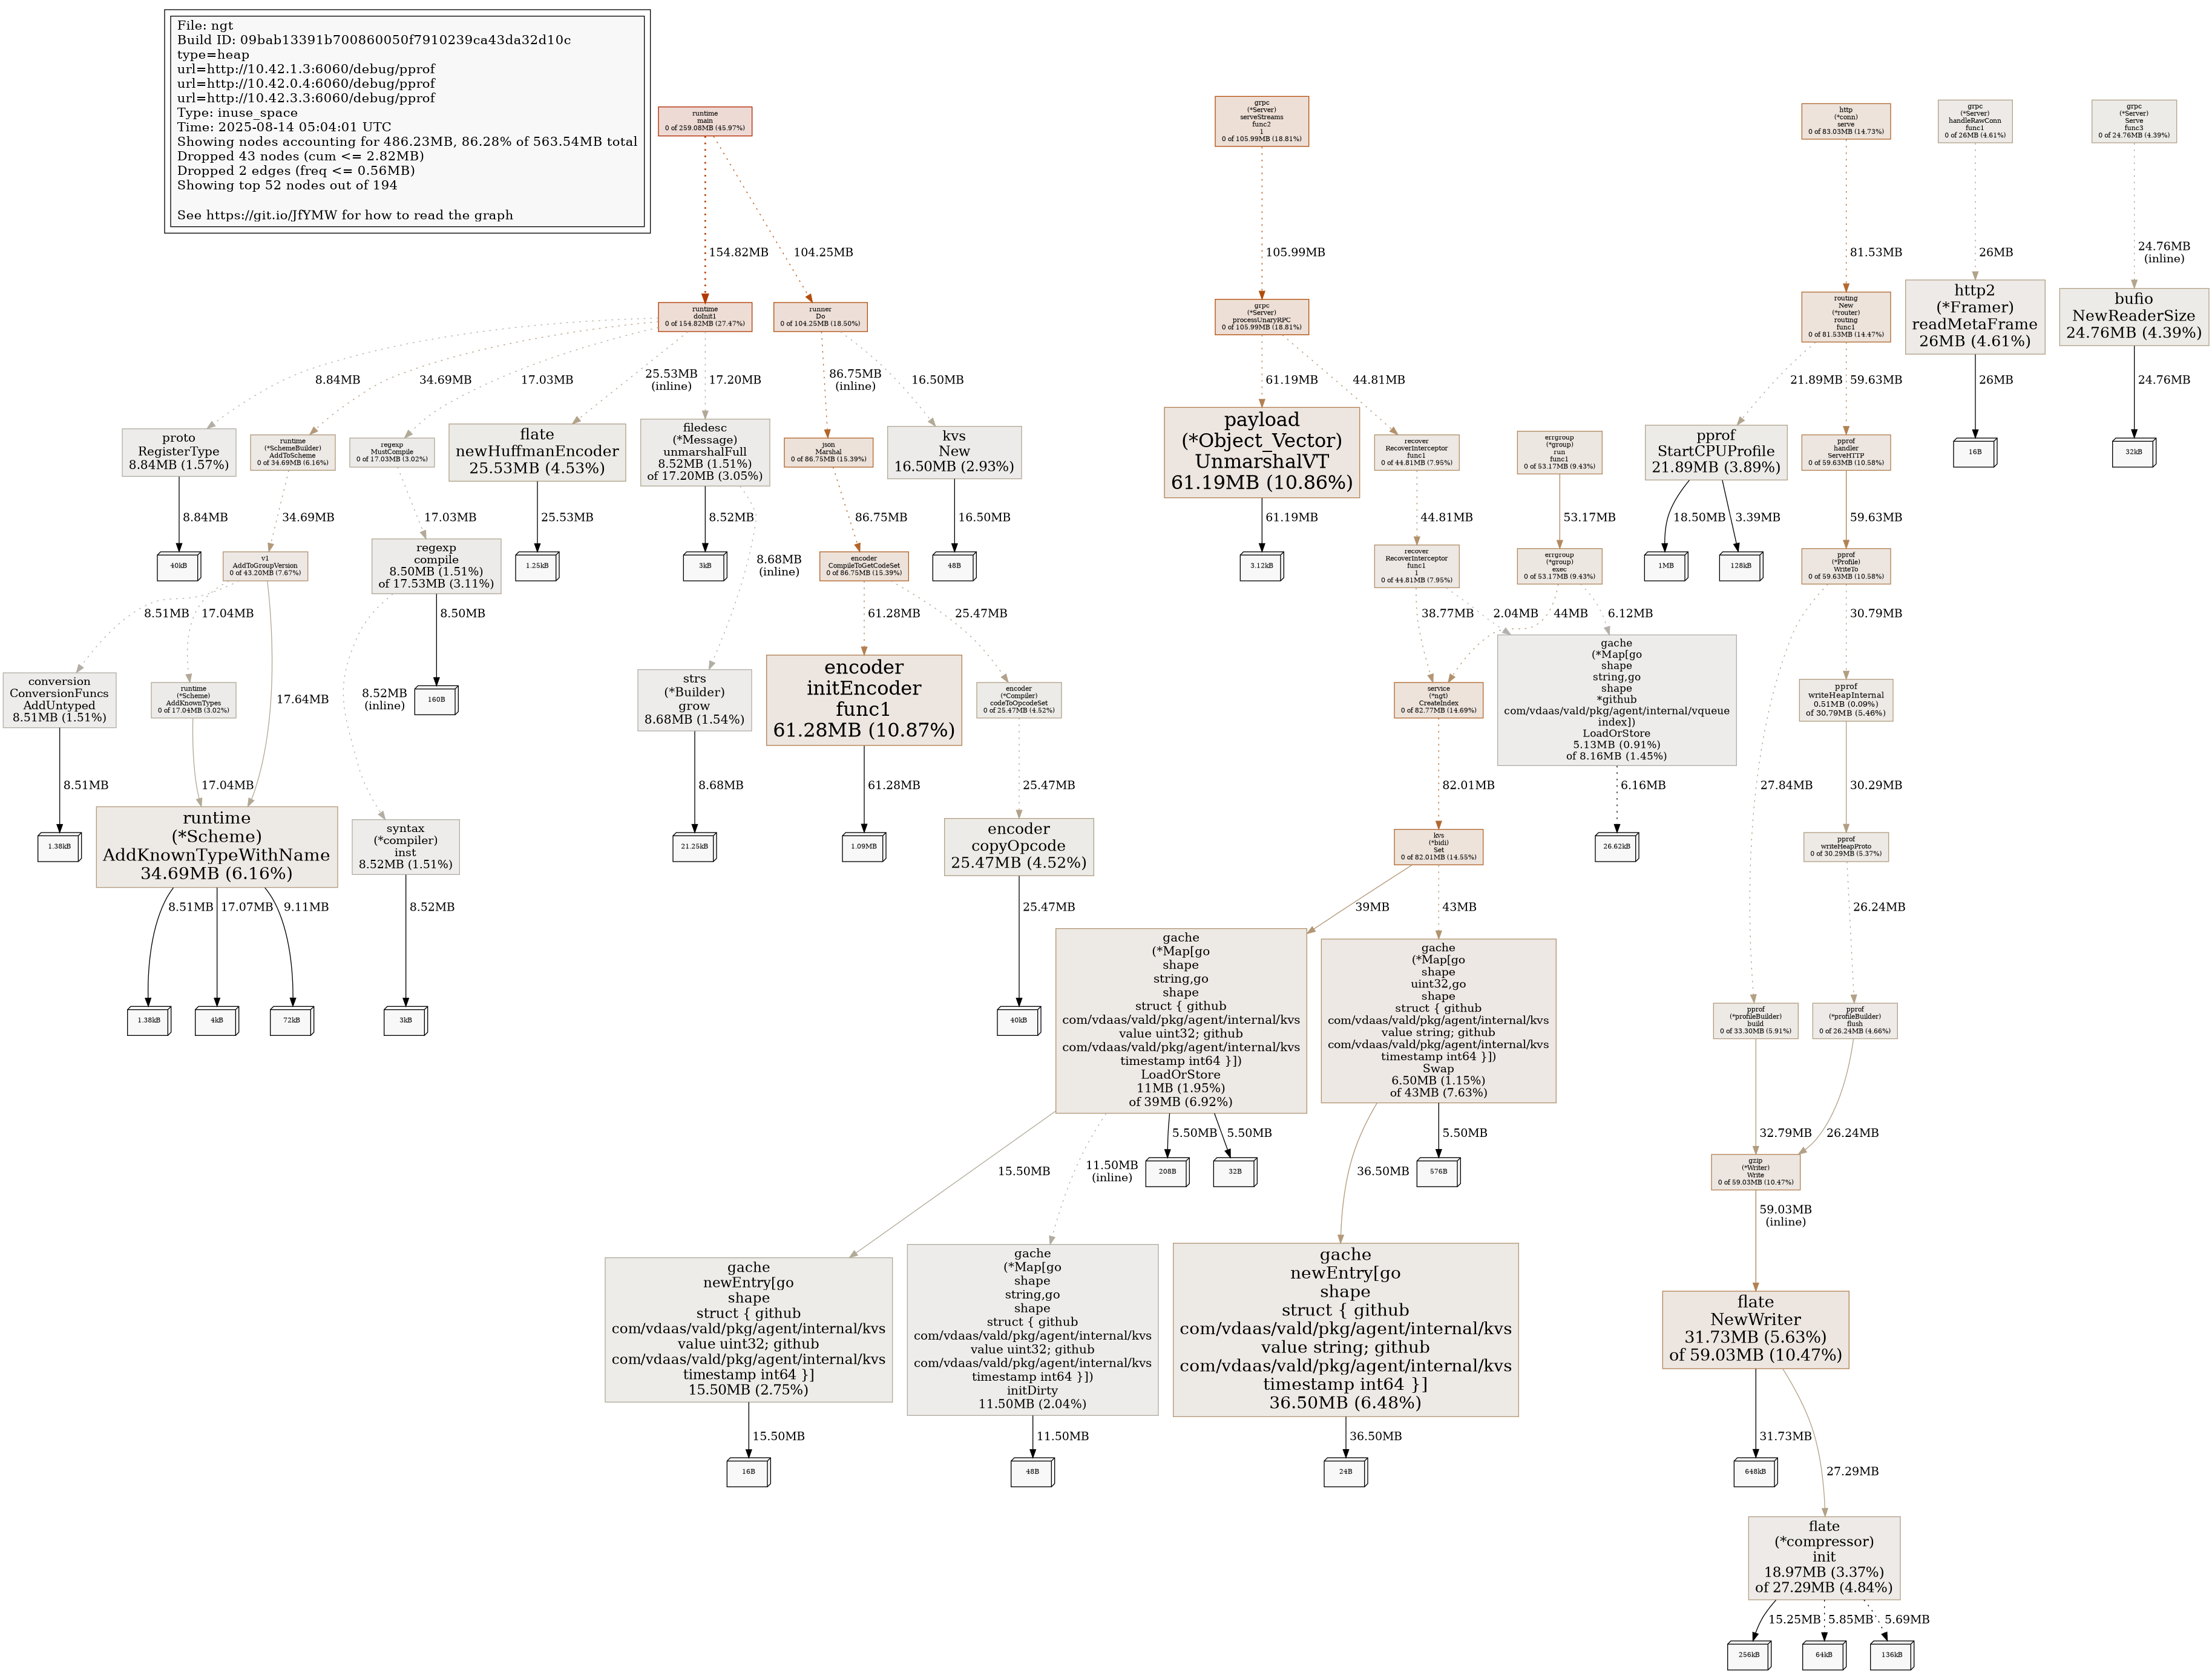 File: ngt
Build ID: 09bab13391b700860050f7910239ca43da32d10c
type=heap
url=http://10.42.1.3:6060/debug/pprof
url=http://10.42.0.4:6060/debug/pprof
url=http://10.42.3.3:6060/debug/pprof
Type: inuse_space
Time: 2025-08-14 05:04:01 UTC
Showing nodes accounting for 486.23MB, 86.28% of 563.54MB total
Dropped 43 nodes (cum <= 2.82MB)
Dropped 2 edges (freq <= 0.56MB)
Showing top 52 nodes out of 194
See https://git.io/JfYMW for how to read the graph
runtime
main
0 of 259.08MB (45.97%)
grpc
(*Server)
serveStreams
func2
1
0 of 105.99MB (18.81%)
http
(*conn)
serve
0 of 83.03MB (14.73%)
grpc
(*Server)
handleRawConn
func1
0 of 26MB (4.61%)
grpc
(*Server)
Serve
func3
0 of 24.76MB (4.39%)
154.82MB
104.25MB
105.99MB
81.53MB
26MB
24.76MB
(inline)
runtime
doInit1
0 of 154.82MB (27.47%)
runner
Do
0 of 104.25MB (18.50%)
grpc
(*Server)
processUnaryRPC
0 of 105.99MB (18.81%)
routing
New
(*router)
routing
func1
0 of 81.53MB (14.47%)
http2
(*Framer)
readMetaFrame
26MB (4.61%)
bufio
NewReaderSize
24.76MB (4.39%)
8.84MB
34.69MB
17.03MB
25.53MB
(inline)
17.20MB
86.75MB
(inline)
16.50MB
61.19MB
44.81MB
21.89MB
59.63MB
26MB
24.76MB
proto
RegisterType
8.84MB (1.57%)
runtime
(*SchemeBuilder)
AddToScheme
0 of 34.69MB (6.16%)
regexp
MustCompile
0 of 17.03MB (3.02%)
flate
newHuffmanEncoder
25.53MB (4.53%)
filedesc
(*Message)
unmarshalFull
8.52MB (1.51%)
of 17.20MB (3.05%)
json
Marshal
0 of 86.75MB (15.39%)
kvs
New
16.50MB (2.93%)
payload
(*Object_Vector)
UnmarshalVT
61.19MB (10.86%)
recover
RecoverInterceptor
func1
0 of 44.81MB (7.95%)
errgroup
(*group)
run
func1
0 of 53.17MB (9.43%)
pprof
StartCPUProfile
21.89MB (3.89%)
pprof
handler
ServeHTTP
0 of 59.63MB (10.58%)
16B
32kB
8.84MB
34.69MB
17.03MB
25.53MB
8.52MB
8.68MB
(inline)
86.75MB
16.50MB
61.19MB
44.81MB
53.17MB
18.50MB
3.39MB
59.63MB
40kB
v1
AddToGroupVersion
0 of 43.20MB (7.67%)
regexp
compile
8.50MB (1.51%)
of 17.53MB (3.11%)
1.25kB
3kB
encoder
CompileToGetCodeSet
0 of 86.75MB (15.39%)
48B
3.12kB
recover
RecoverInterceptor
func1
1
0 of 44.81MB (7.95%)
errgroup
(*group)
exec
0 of 53.17MB (9.43%)
1MB
128kB
pprof
(*Profile)
WriteTo
0 of 59.63MB (10.58%)
8.51MB
17.04MB
17.64MB
8.52MB
(inline)
8.50MB
61.28MB
25.47MB
38.77MB
2.04MB
44MB
6.12MB
27.84MB
30.79MB
conversion
ConversionFuncs
AddUntyped
8.51MB (1.51%)
runtime
(*Scheme)
AddKnownTypes
0 of 17.04MB (3.02%)
160B
strs
(*Builder)
grow
8.68MB (1.54%)
encoder
initEncoder
func1
61.28MB (10.87%)
encoder
(*Compiler)
codeToOpcodeSet
0 of 25.47MB (4.52%)
service
(*ngt)
CreateIndex
0 of 82.77MB (14.69%)
gache
(*Map[go
shape
string,go
shape
*github
com/vdaas/vald/pkg/agent/internal/vqueue
index])
LoadOrStore
5.13MB (0.91%)
of 8.16MB (1.45%)
pprof
writeHeapInternal
0.51MB (0.09%)
of 30.79MB (5.46%)
8.51MB
17.04MB
8.68MB
61.28MB
25.47MB
82.01MB
6.16MB
30.29MB
1.38kB
runtime
(*Scheme)
AddKnownTypeWithName
34.69MB (6.16%)
syntax
(*compiler)
inst
8.52MB (1.51%)
21.25kB
1.09MB
encoder
copyOpcode
25.47MB (4.52%)
kvs
(*bidi)
Set
0 of 82.01MB (14.55%)
26.62kB
pprof
writeHeapProto
0 of 30.29MB (5.37%)
8.51MB
17.07MB
9.11MB
8.52MB
25.47MB
39MB
43MB
26.24MB
1.38kB
4kB
72kB
3kB
40kB
gache
(*Map[go
shape
string,go
shape
struct { github
com/vdaas/vald/pkg/agent/internal/kvs
value uint32; github
com/vdaas/vald/pkg/agent/internal/kvs
timestamp int64 }])
LoadOrStore
11MB (1.95%)
of 39MB (6.92%)
gache
(*Map[go
shape
uint32,go
shape
struct { github
com/vdaas/vald/pkg/agent/internal/kvs
value string; github
com/vdaas/vald/pkg/agent/internal/kvs
timestamp int64 }])
Swap
6.50MB (1.15%)
of 43MB (7.63%)
pprof
(*profileBuilder)
build
0 of 33.30MB (5.91%)
pprof
(*profileBuilder)
flush
0 of 26.24MB (4.66%)
15.50MB
11.50MB
(inline)
5.50MB
5.50MB
36.50MB
5.50MB
32.79MB
26.24MB
208B
32B
576B
gzip
(*Writer)
Write
0 of 59.03MB (10.47%)
59.03MB
(inline)
gache
newEntry[go
shape
struct { github
com/vdaas/vald/pkg/agent/internal/kvs
value uint32; github
com/vdaas/vald/pkg/agent/internal/kvs
timestamp int64 }]
15.50MB (2.75%)
gache
(*Map[go
shape
string,go
shape
struct { github
com/vdaas/vald/pkg/agent/internal/kvs
value uint32; github
com/vdaas/vald/pkg/agent/internal/kvs
timestamp int64 }])
initDirty
11.50MB (2.04%)
gache
newEntry[go
shape
struct { github
com/vdaas/vald/pkg/agent/internal/kvs
value string; github
com/vdaas/vald/pkg/agent/internal/kvs
timestamp int64 }]
36.50MB (6.48%)
flate
NewWriter
31.73MB (5.63%)
of 59.03MB (10.47%)
15.50MB
11.50MB
36.50MB
31.73MB
27.29MB
16B
48B
24B
648kB
flate
(*compressor)
init
18.97MB (3.37%)
of 27.29MB (4.84%)
15.25MB
5.85MB
5.69MB
256kB
64kB
136kB